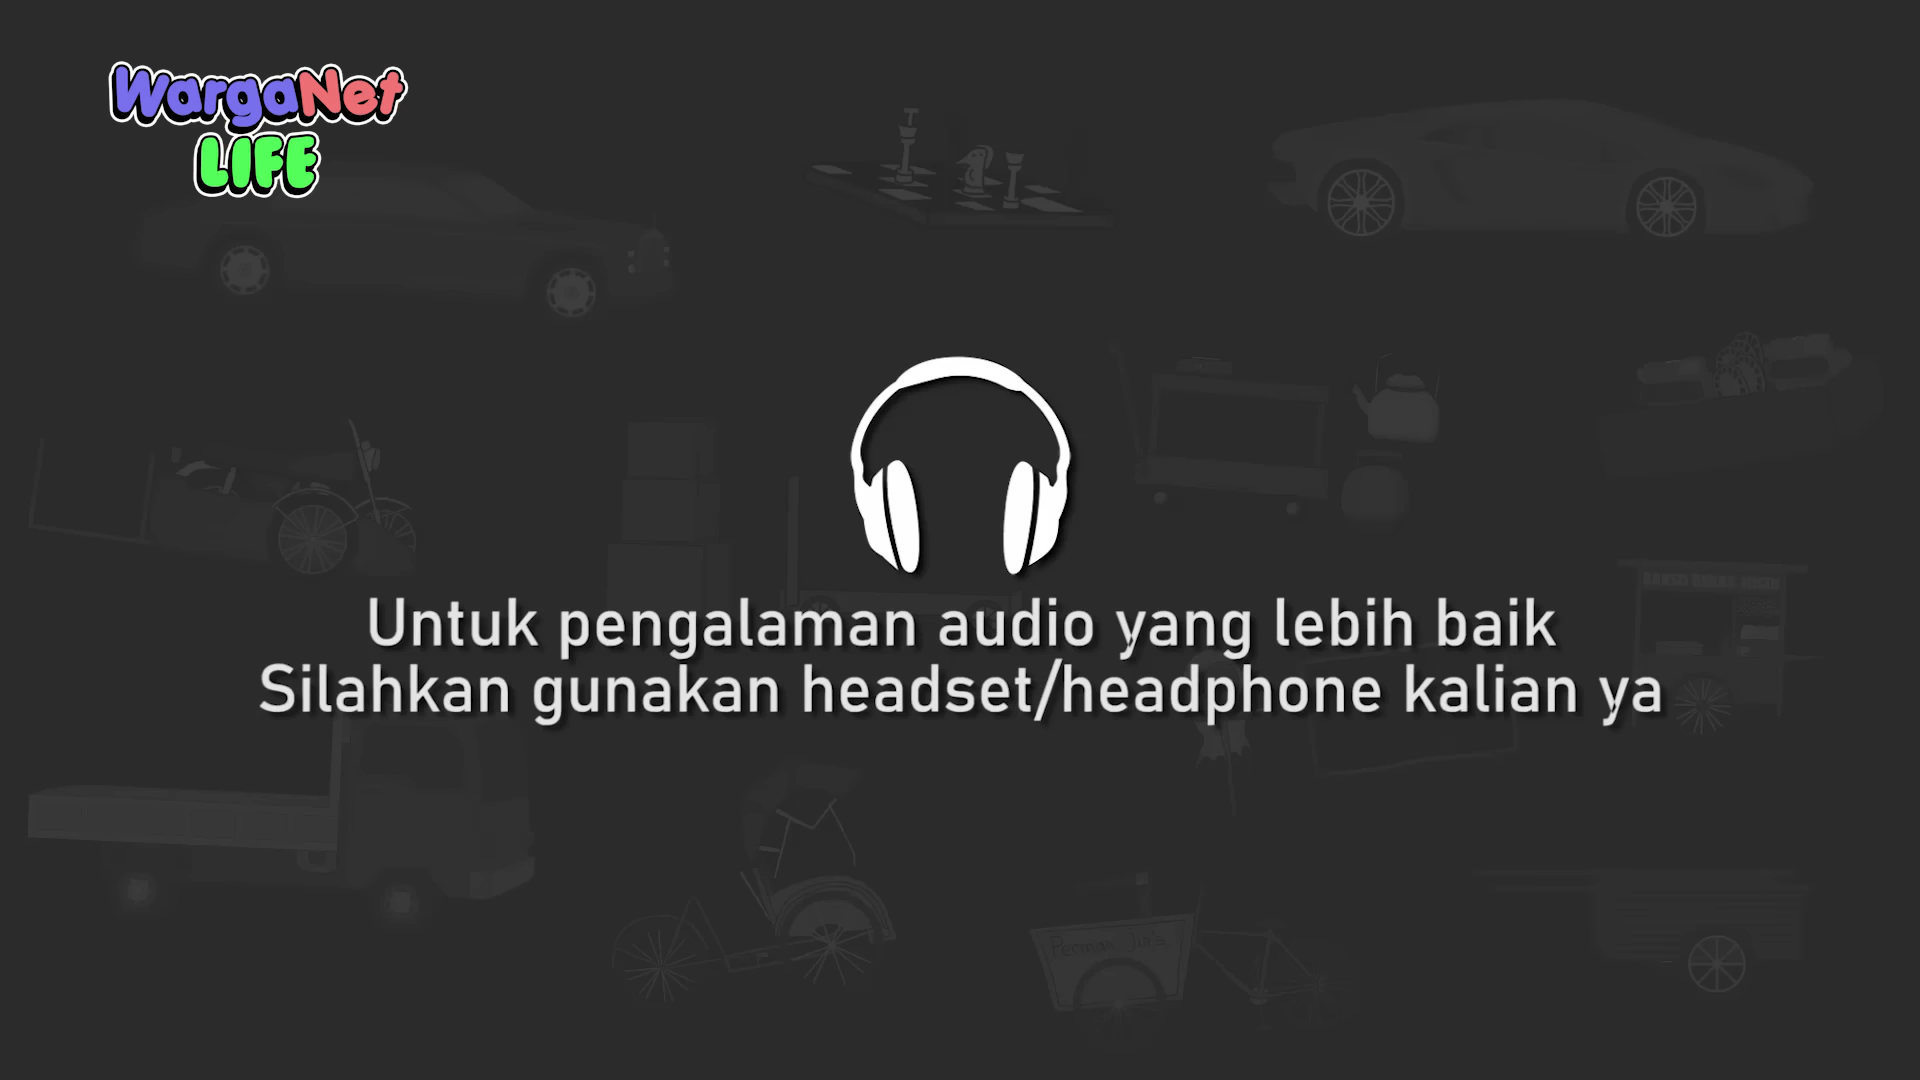 WargaNet
LIFE
Untuk pengalaman audio yang lebih baik
Silahkan gunakan headset/headphone kalian ya